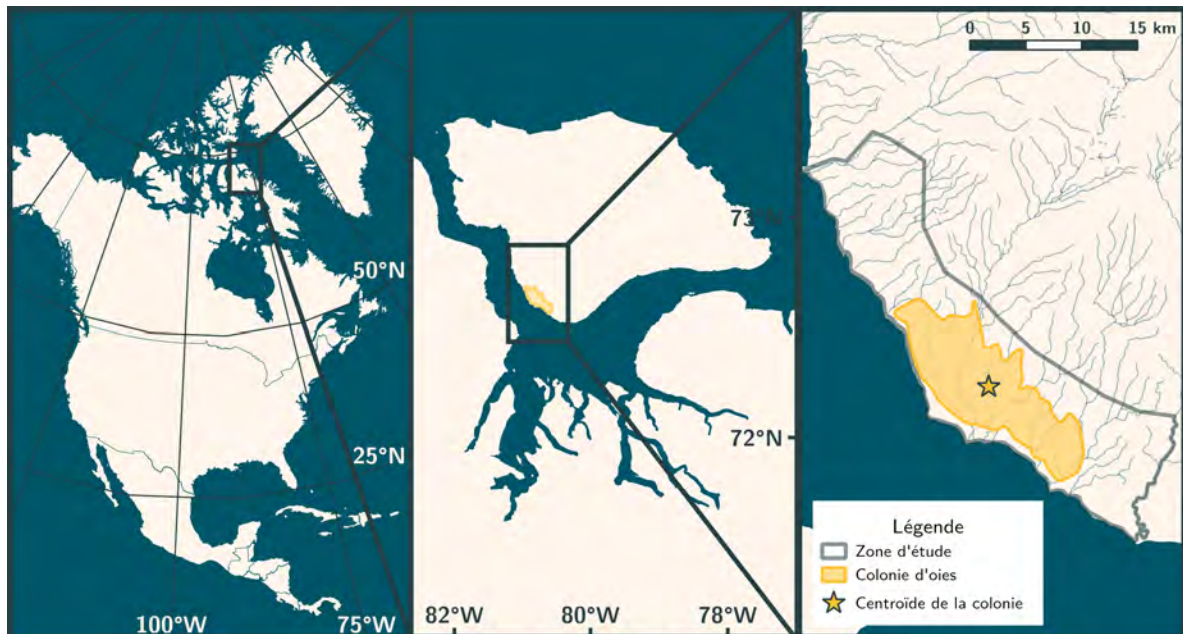 50°N
25°N
100°W
75°W
73°N
72°N
82°W
80°W
78°W
0 5 10 15 km
Légende
Zone d'étude
Colonie d'oies
Centroïde de la colonie